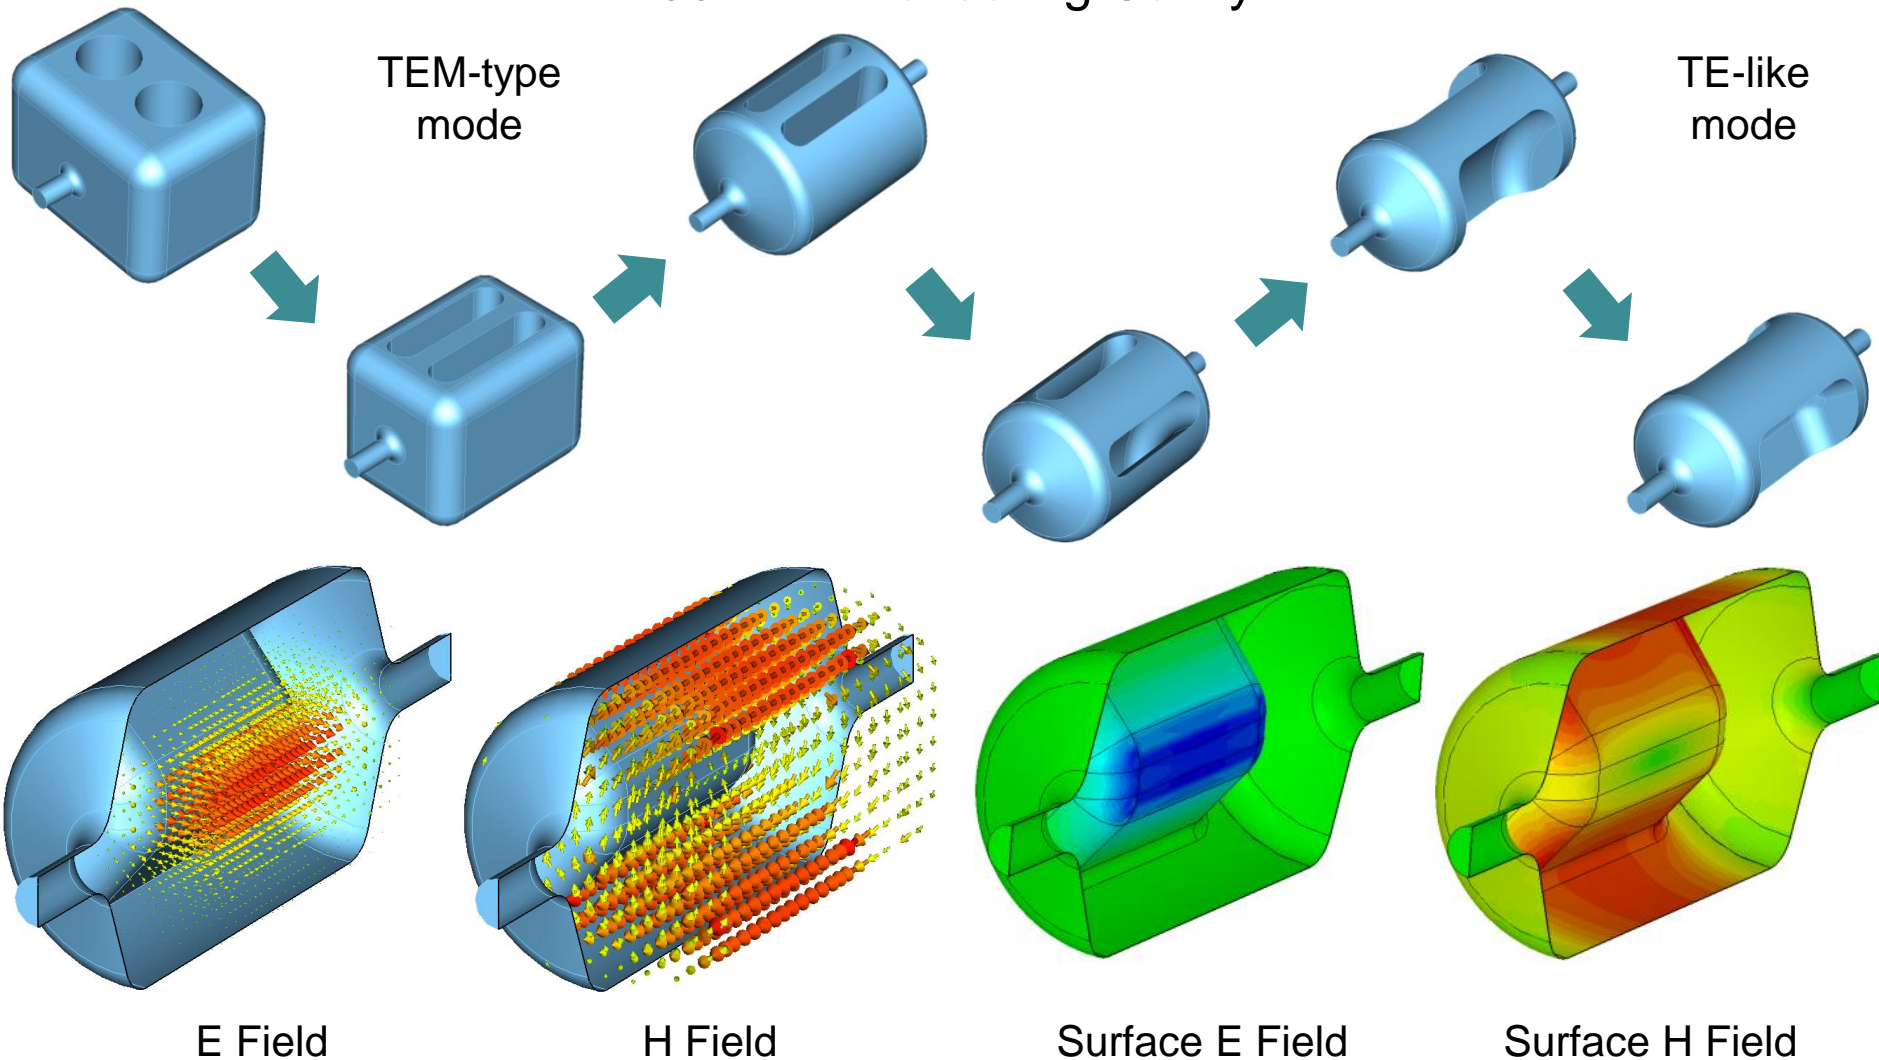 TEM-type
mode
TE-like
mode
E Field
H Field
Surface E Field
Surface H Field